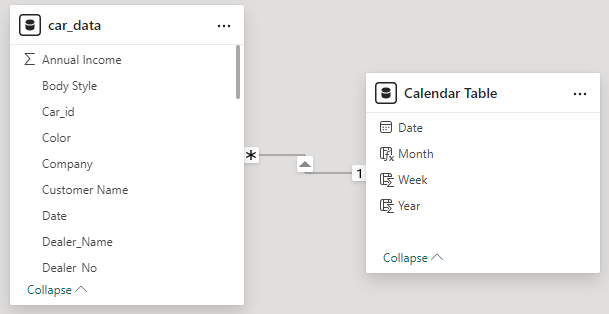 car_data
Annual Income
Body Style
Car_id
Color
Company
Customer Name
Date
Dealer_Name
Dealer_No
Collapse
*
1
Calendar Table
Date
Month
Week
Year
Collapse